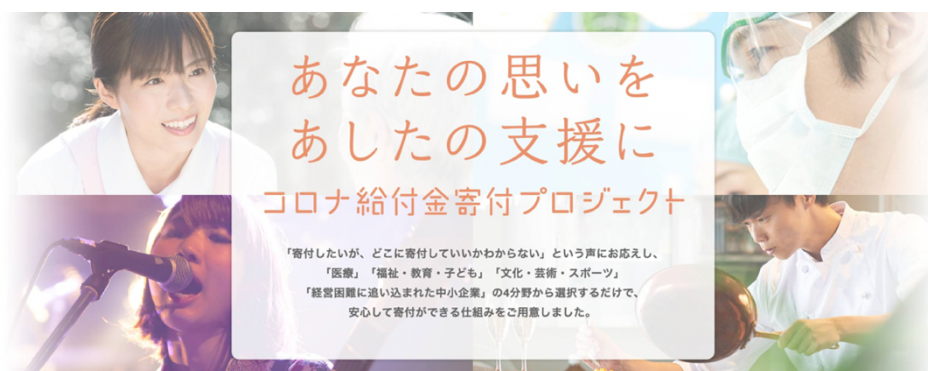 あなたの思いを
あしたの支援に
コロナ給付金寄付プロジェクト
「寄付したいが、どこに寄付していいかわからない」という声にお応えし、
「医療」「福祉・教育・子ども」「文化・芸術・スポーツ」
「経営困難に追い込まれた中小企業」の4分野から選択するだけで、
安心して寄付ができる仕組みをご用意しました。